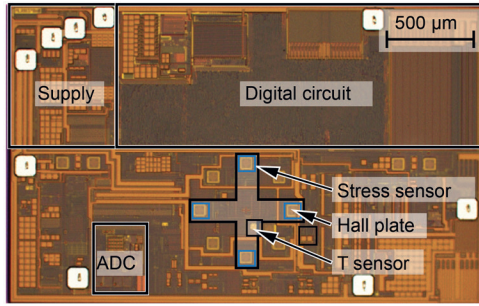 500 µm
Supply
Digital circuit
Stress sensor
Hall plate
ADC
T sensor